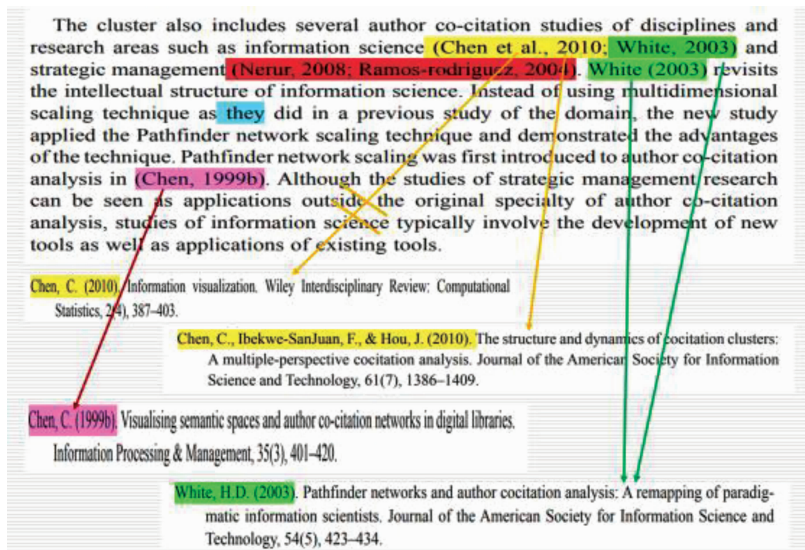 The cluster also includes several author co-citation studies of disciplines and
research areas such as information science (Chen et al., 2010; White, 2003) and
strategic management (Nerur, 2008; Ramos-rodriguez, 2004). White (2003) revisits
the intellectual structure of information science. Instead of using multidimensional
scaling technique as they did in a previous study of the domain, the new study
applied the Pathfinder network scaling technique and demonstrated the advantages
of the technique. Pathfinder network scaling was first introduced to author co-citation
analysis in (Chen, 1999b). Although the studies of strategic management research
can be seen as applications outside the original specialty of author co-citation
analysis, studies of information science typically involve the development of new
tools as well as applications of existing tools.
Chen, C. (2010). Information visualization. Wiley Interdisciplinary Review: Computational
Statistics, 2(4), 387–403.
Chen, C., Ibekwe-SanJuan, F., & Hou, J. (2010). The structure and dynamics of cocitation clusters:
A multiple-perspective cocitation analysis. Journal of the American Society for Information
Science and Technology, 61(7), 1386–1409.
Chen, C. (1999b). Visualising semantic spaces and author co-citation networks in digital libraries.
Information Processing & Management, 35(3), 401–420.
White, H.D. (2003). Pathfinder networks and author cocitation analysis: A remapping of paradig-
matic information scientists. Journal of the American Society for Information Science and
Technology, 54(5), 423–434.